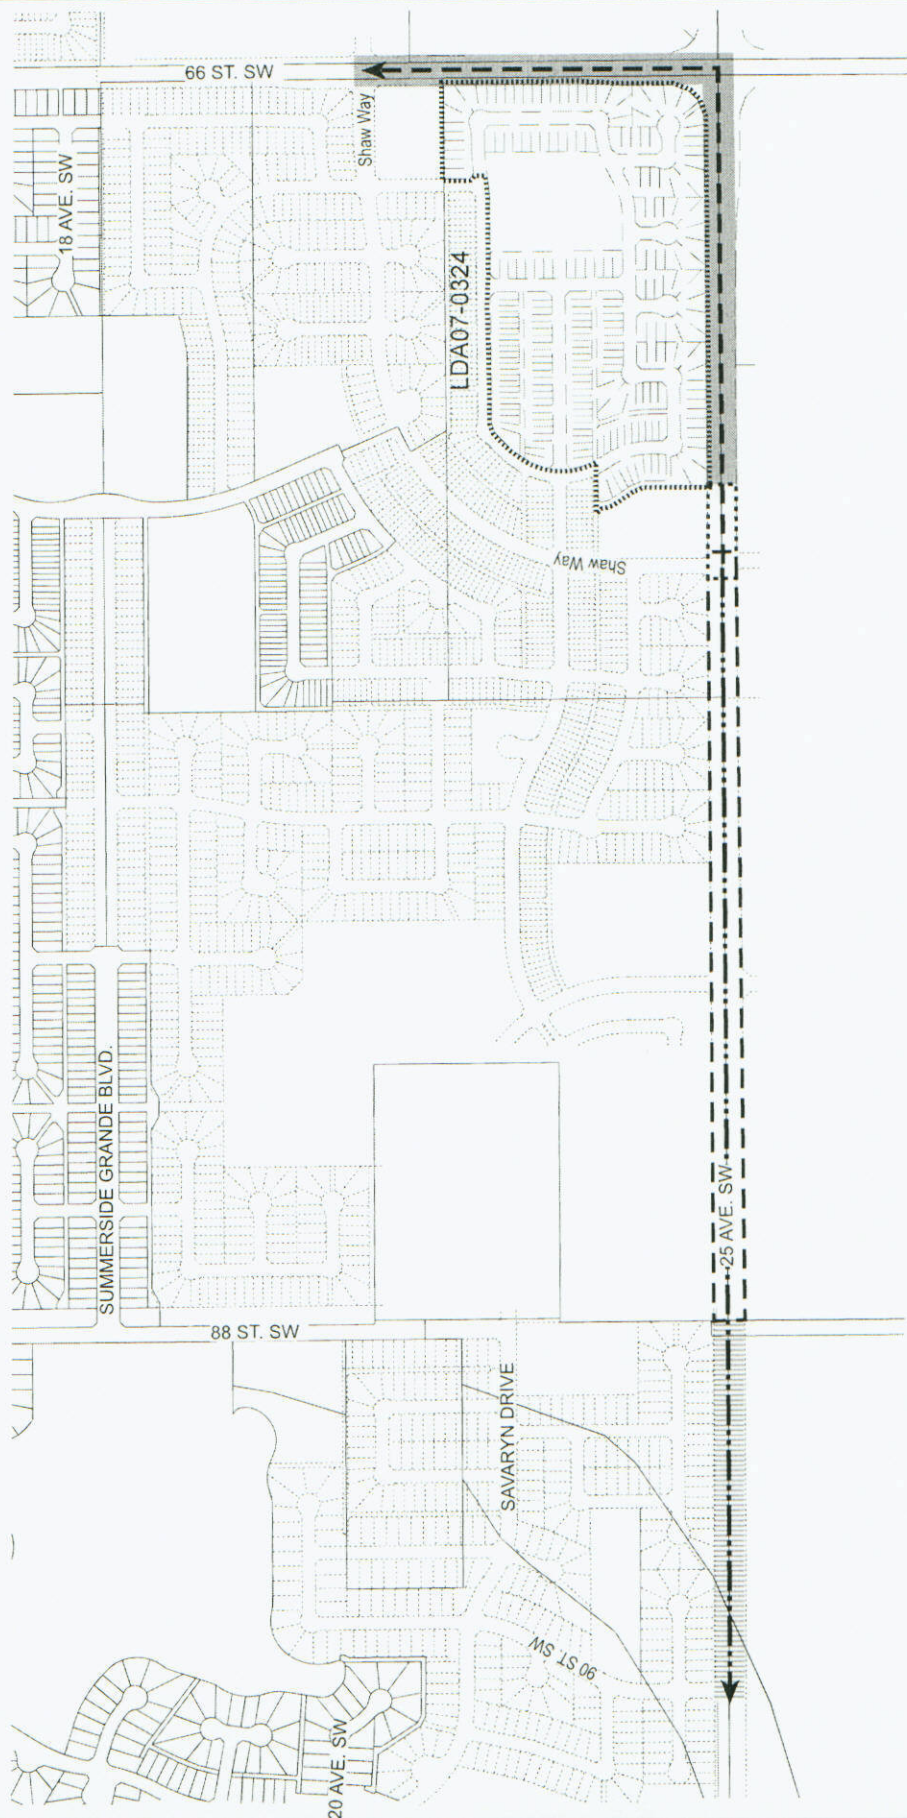 66 ST. SW
Shaw Way
18 AVE. SW
LDA07-0324
Shaw Way
SUMMERSIDE GRANDE BLVD.
25 AVE. SW
88 ST. SW
SAVARYN DRIVE
90 ST. SW
20 AVE. SW